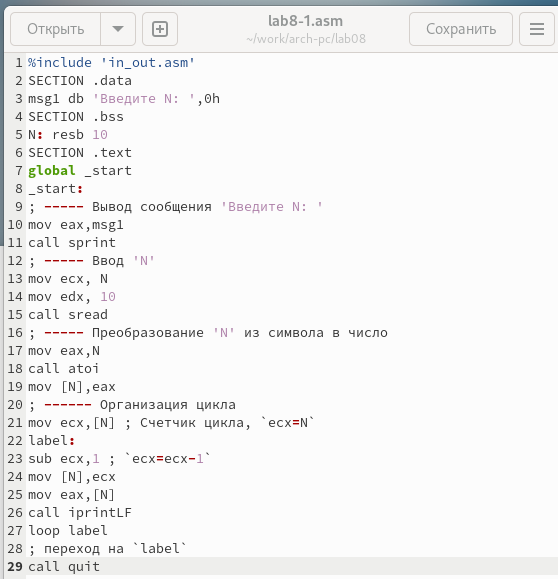 Открыть
lab8-1.asm
~/work/arch-pc/lab08
Сохранить
1 %include 'in_out.asm'
2 SECTION .data
3 msg1 db 'Введите N: ',0h
4 SECTION .bss
5 N: resb 10
6 SECTION .text
7 global _start
8 _start:
9 ; ----- Вывод сообщения 'Введите N: '
10 mov eax,msg1
11 call sprint
12 ; ----- Ввод 'N'
13 mov ecx, N
14 mov edx, 10
15 call sread
16 ; ----- Преобразование 'N' из символа в число
17 mov eax,N
18 call atoi
19 mov [N],eax
20 ; ------ Организация цикла
21 mov ecx,[N] ; Счетчик цикла, `ecx=N`
22 label:
23 sub ecx,1 ; `ecx=ecx-1`
24 mov [N],ecx
25 mov eax,[N]
26 call iprintLF
27 loop label
28 ; переход на `label`
29 call quit